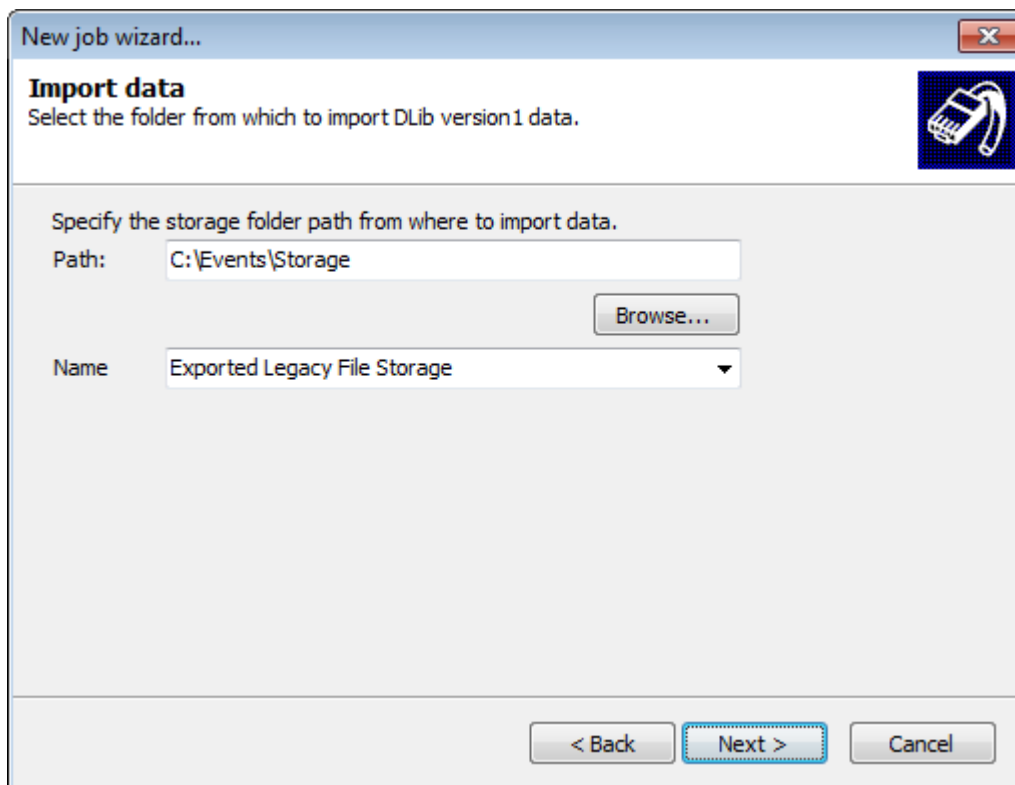 New job wizard...
Import data
Select the folder from which to import DLib version1 data.
Specify the storage folder path from where to import data.
Path: C:\Events\Storage
Browse...
Name Exported Legacy File Storage
< Back Next > Cancel